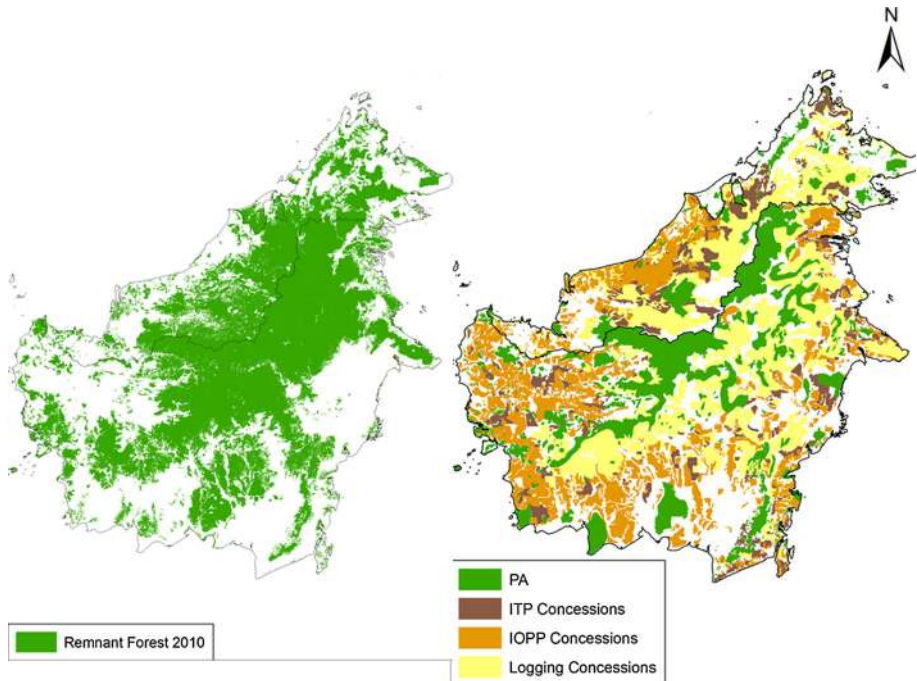 N
Remnant Forest 2010
PA
ITP Concessions
IOPP Concessions
Logging Concessions